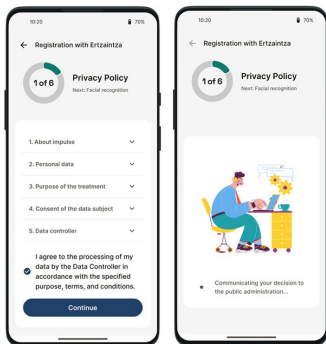 10:20
70%
Registration with Ertzaintza
1 of 6
Privacy Policy
Next: Facial recognition
1. About impulse
2. Personal data
3. Purpose of the treatment
4. Consent of the data subject
5. Data controller
I agree to the processing of my
data by the Data Controller in
accordance with the specified
purpose, terms, and conditions.
Continue
10:20
70%
Registration with Ertzaintza
1 of 6
Privacy Policy
Next: Facial recognition
Communicating your decision to
the public administration...